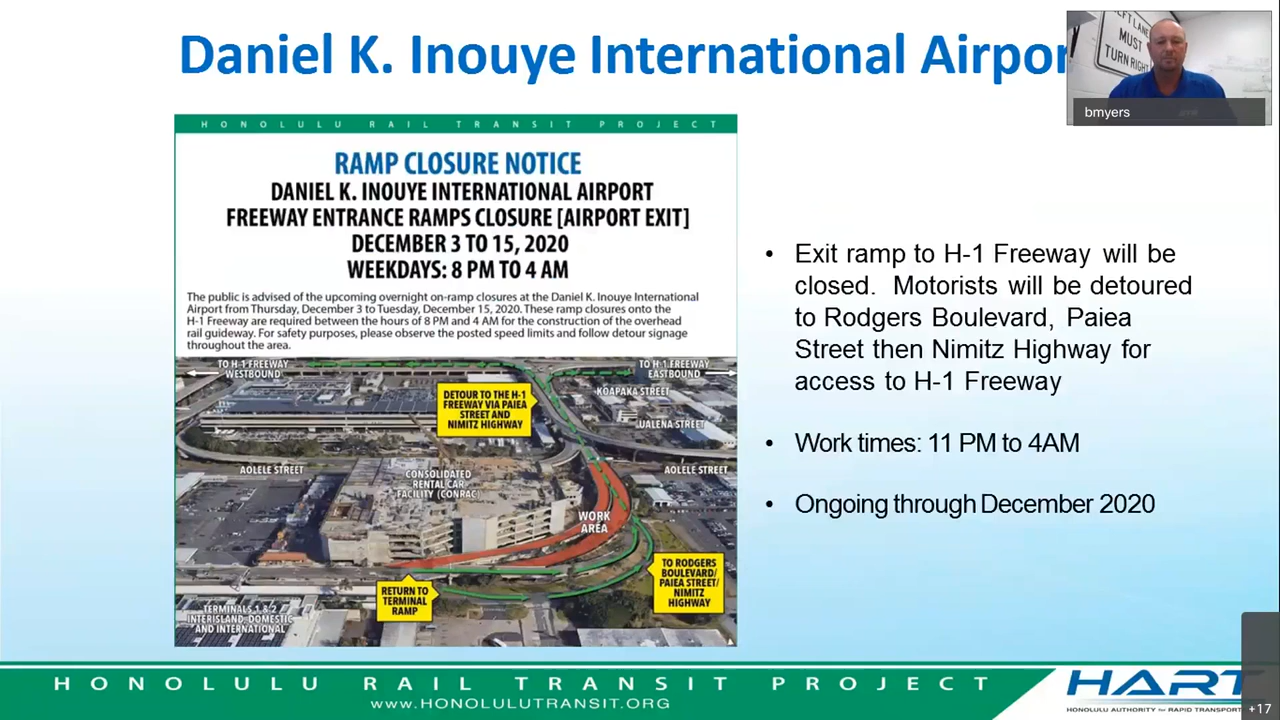 Daniel K. Inouye International Airpor
LEFT LANE
MUST
TURN RIGHT
bmyers
HONOLULU RAIL TRANSIT PROJECT
RAMP CLOSURE NOTICE
DANIEL K. INOUYE INTERNATIONAL AIRPORT
FREEWAY ENTRANCE RAMPS CLOSURE [AIRPORT EXIT]
DECEMBER 3 TO 15, 2020
WEEKDAYS: 8 PM TO 4 AM
The public is advised of the upcoming overnight on-ramp closures at the Daniel K. Inouye International
Airport from Thursday, December 3 to Tuesday, December 15, 2020. These ramp closures onto the
H-1 Freeway are required between the hours of 8 PM and 4 AM for the construction of the overhead
rail guideway. For safety purposes, please observe the posted speed limits and follow detour signage
throughout the area.
TO H-1 FREEWAY
WESTBOUND
TO H-1 FREEWAY
EASTBOUND
DETOUR TO THE H-1
FREEWAY VIA PAIEA
STREET AND
NIMITZ HIGHWAY
KOAPAKA STREET
UALENA STREET
AOLELE STREET
CONSOLIDATED
RENTAL CAR
FACILITY (CONRAC)
AOLELE STREET
WORK
AREA
RETURN TO
TERMINAL
RAMP
TO RODGERS
BOULEVARD/
PAIEA STREET/
NIMITZ
HIGHWAY
TERMINALS 1 & 2
INTERISLAND, DOMESTIC
AND INTERNATIONAL
• Exit ramp to H-1 Freeway will be
closed. Motorists will be detoured
to Rodgers Boulevard, Paiea
Street then Nimitz Highway for
access to H-1 Freeway
• Work times: 11 PM to 4AM
• Ongoing through December 2020
HONOLULU RAIL TRANSIT PROJECT
www.HONOLULUTRANSIT.ORG
HART
HONOLULU AUTHORITY for RAPID TRANSPORT
+17